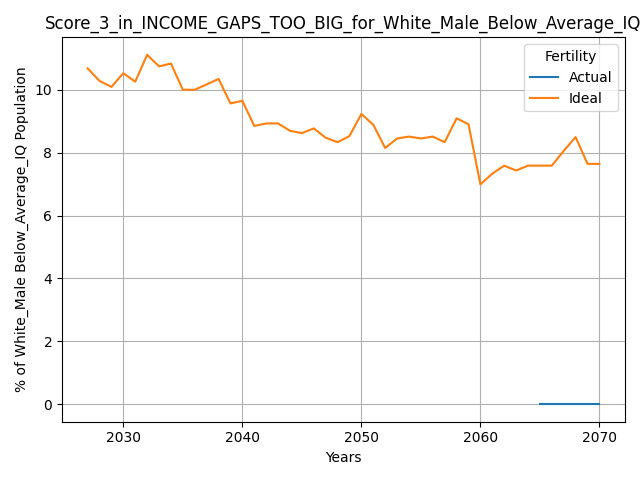 Score_3_in_INCOME_GAPS_TOO_BIG_for_White_Male_Below_Average_IQ
Fertility
Actual
Ideal
% of White_Male Below_Average_IQ Population
10
8
6
4
2
0
2030 2040 2050 2060 2070
Years